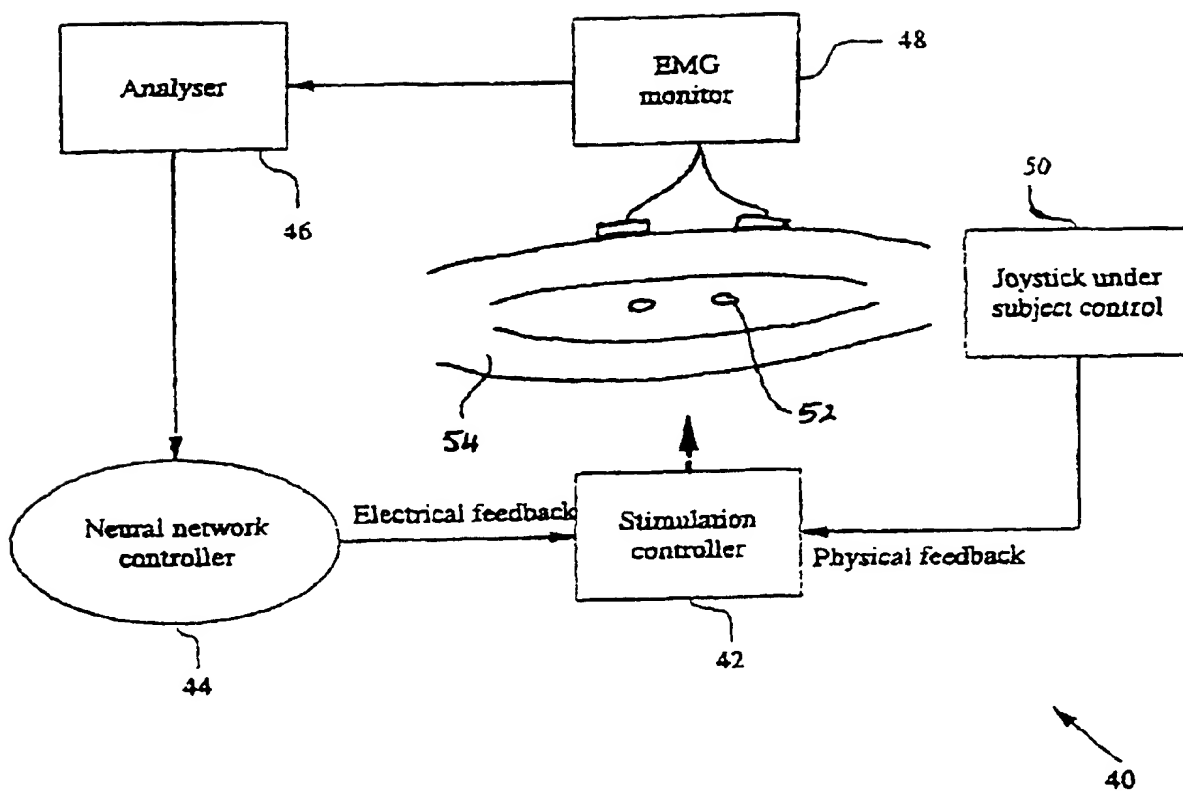 48
EMG
monitor
Analyser
50
46
Joystick under
subject control
52
54
Electrical feedback
Neural network
controller
Stimulation
controller
Physical feedback
42
44
40